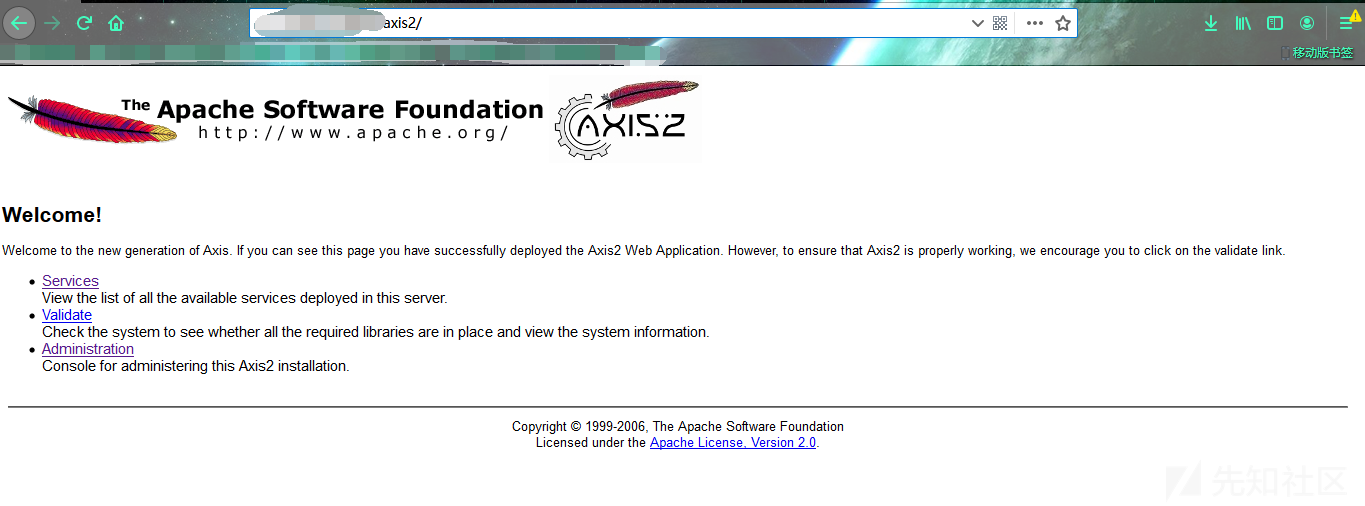 axis2/
移动版书签
The Apache Software Foundation
http://www.apache.org/
AXIS2
Welcome!
Welcome to the new generation of Axis. If you can see this page you have successfully deployed the Axis2 Web Application. However, to ensure that Axis2 is properly working, we encourage you to click on the validate link.
Services
View the list of all the available services deployed in this server.
Validate
Check the system to see whether all the required libraries are in place and view the system information.
Administration
Console for administering this Axis2 installation.
Copyright © 1999-2006, The Apache Software Foundation
Licensed under the Apache License, Version 2.0.
先知社区